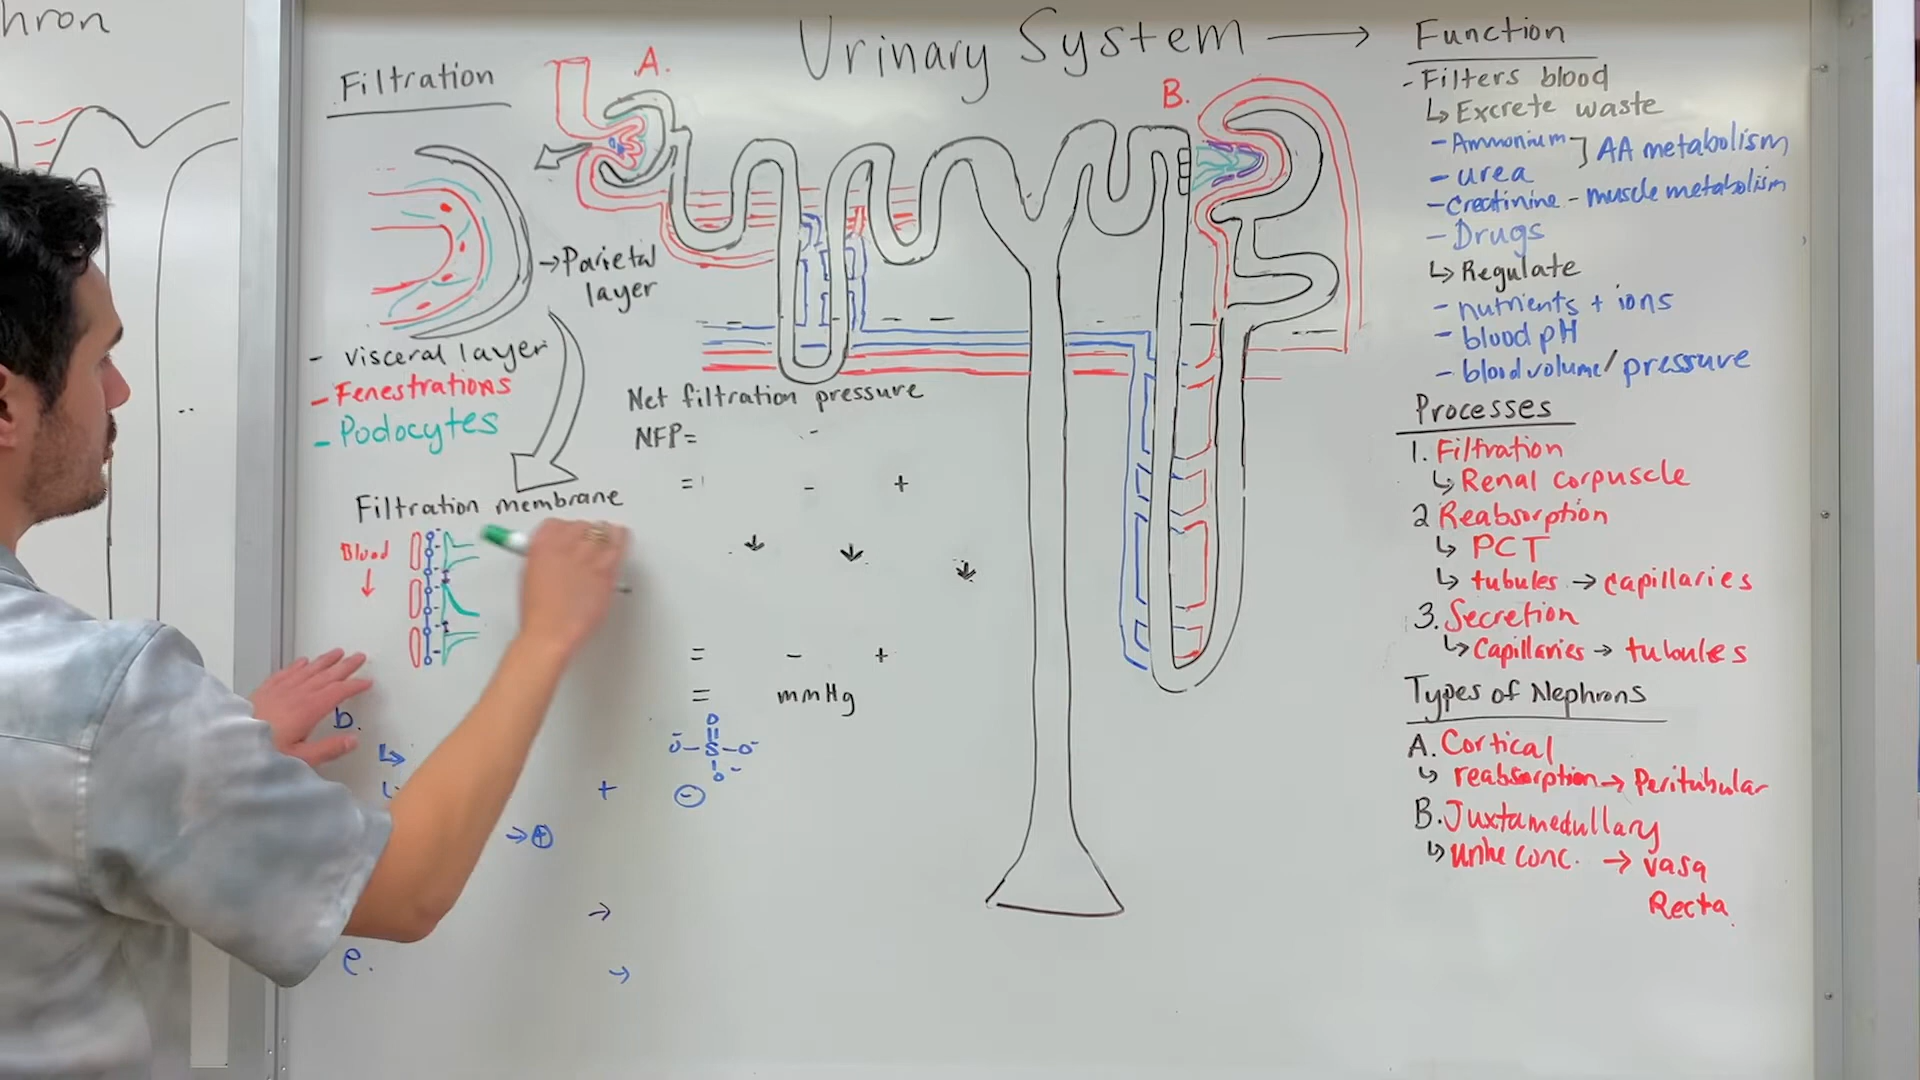 hron
Urinary System →
Filtration
A.
B.
→ Parietal
layer
- visceral layer
- Fenestrations
- Podocytes
Filtration membrane
Blood
↓
Net filtration pressure
NFP= -
= - +
↓ ↓ ↓
= - +
= mmHg
b.
↳
↳ +
→ ⊕
→
e. →
O
O⁻ - S - O⁻
O⁻
⊖
Function
- Filters blood
↳ Excrete waste
- Ammonium ] AA metabolism
- urea
- Creatinine - muscle metabolism
- Drugs
↳ Regulate
- nutrients + ions
- blood pH
- blood volume/pressure
Processes
1. Filtration
↳ Renal corpuscle
2 Reabsorption
↳ PCT
↳ tubules → capillaries
3. Secretion
↳ Capillaries → tubules
Types of Nephrons
A. Cortical
↳ reabsorption → Peritubular
B. Juxtamedullary
↳ conc. → vasa
Recta